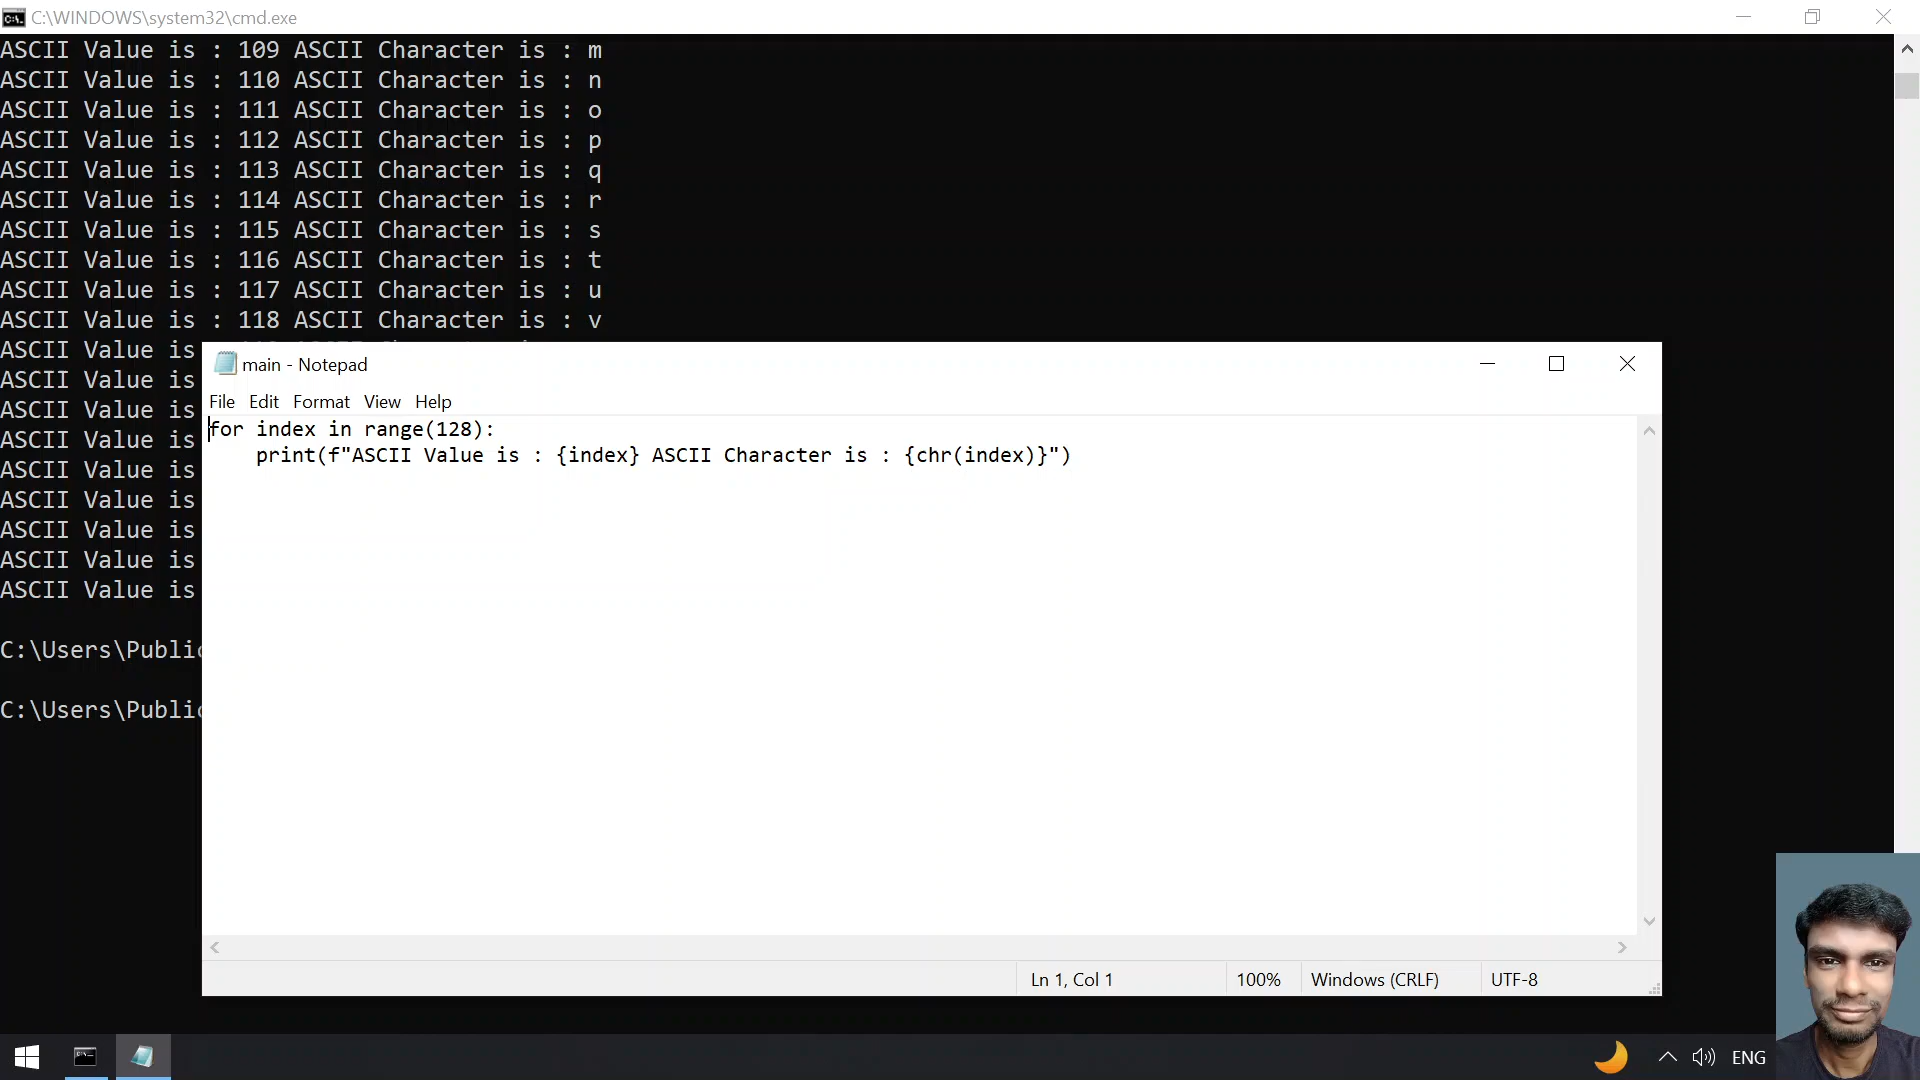 C:\WINDOWS\system32\cmd.exe
ASCII Value is : 109 ASCII Character is : m
ASCII Value is : 110 ASCII Character is : n
ASCII Value is : 111 ASCII Character is : o
ASCII Value is : 112 ASCII Character is : p
ASCII Value is : 113 ASCII Character is : q
ASCII Value is : 114 ASCII Character is : r
ASCII Value is : 115 ASCII Character is : s
ASCII Value is : 116 ASCII Character is : t
ASCII Value is : 117 ASCII Character is : u
ASCII Value is : 118 ASCII Character is : v
ASCII Value is
ASCII Value is
ASCII Value is
ASCII Value is
ASCII Value is
ASCII Value is
ASCII Value is
ASCII Value is
ASCII Value is
C:\Users\Public
C:\Users\Public
main - Notepad
File Edit Format View Help
for index in range(128):
    print(f"ASCII Value is : {index} ASCII Character is : {chr(index)}")
Ln 1, Col 1 100% Windows (CRLF) UTF-8
ENG